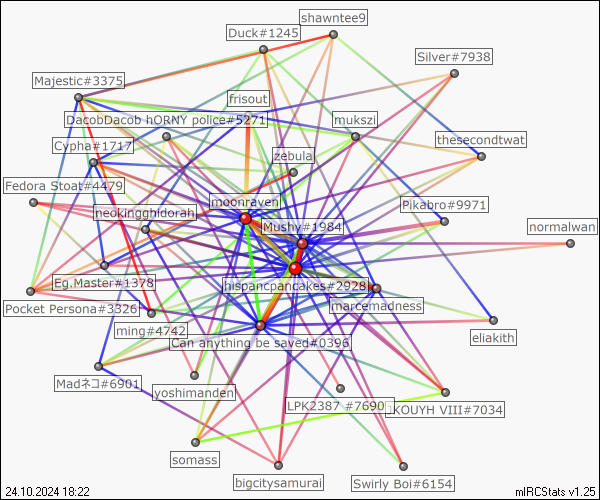 shawntee9
Duck#1245
Silver#7938
Majestic#3375
frisout
DacobDacob hORNY police#5271
mukszi
Cypha#1717
thesecondtwat
zebula
Fedora Stoat#4479
moonraven
Pikabro#9971
neokingghidorah
Mushy#1984
normalwan
Eg.Master#1378
hispancpancakes#2928
Pocket Persona#3326
marcemadness
ming#4742
eliakith
Can anything be saved#0396
Madネコ#6901
yoshimanden
LPK2387 #7690
KOUYH VIII#7034
somass
bigcitysamurai
Swirly Boi#6154
24.10.2024 18:22
mIRCStats v1.25